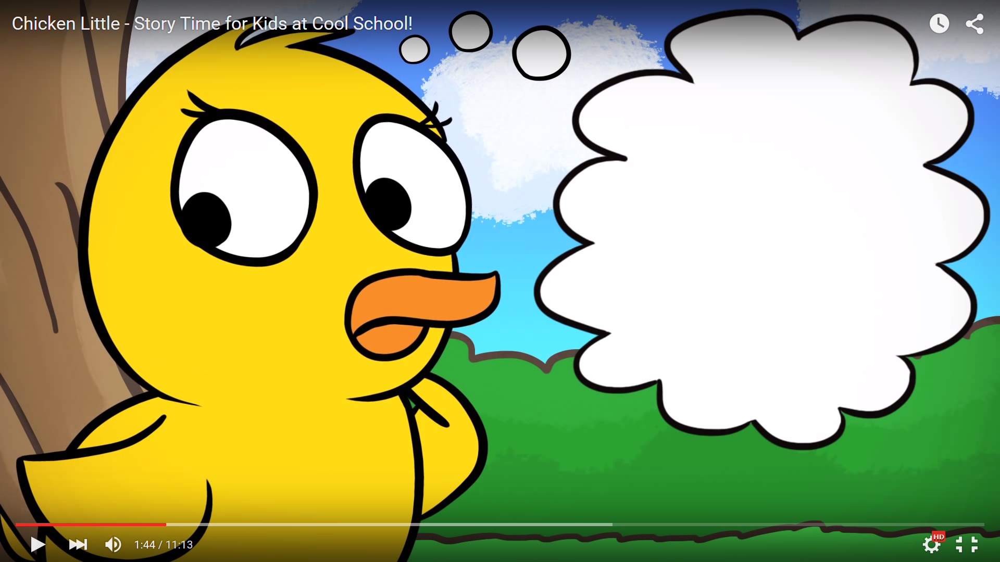 Chicken Little - Story Time for Kids at Cool School!
1:44 / 11:13
HD